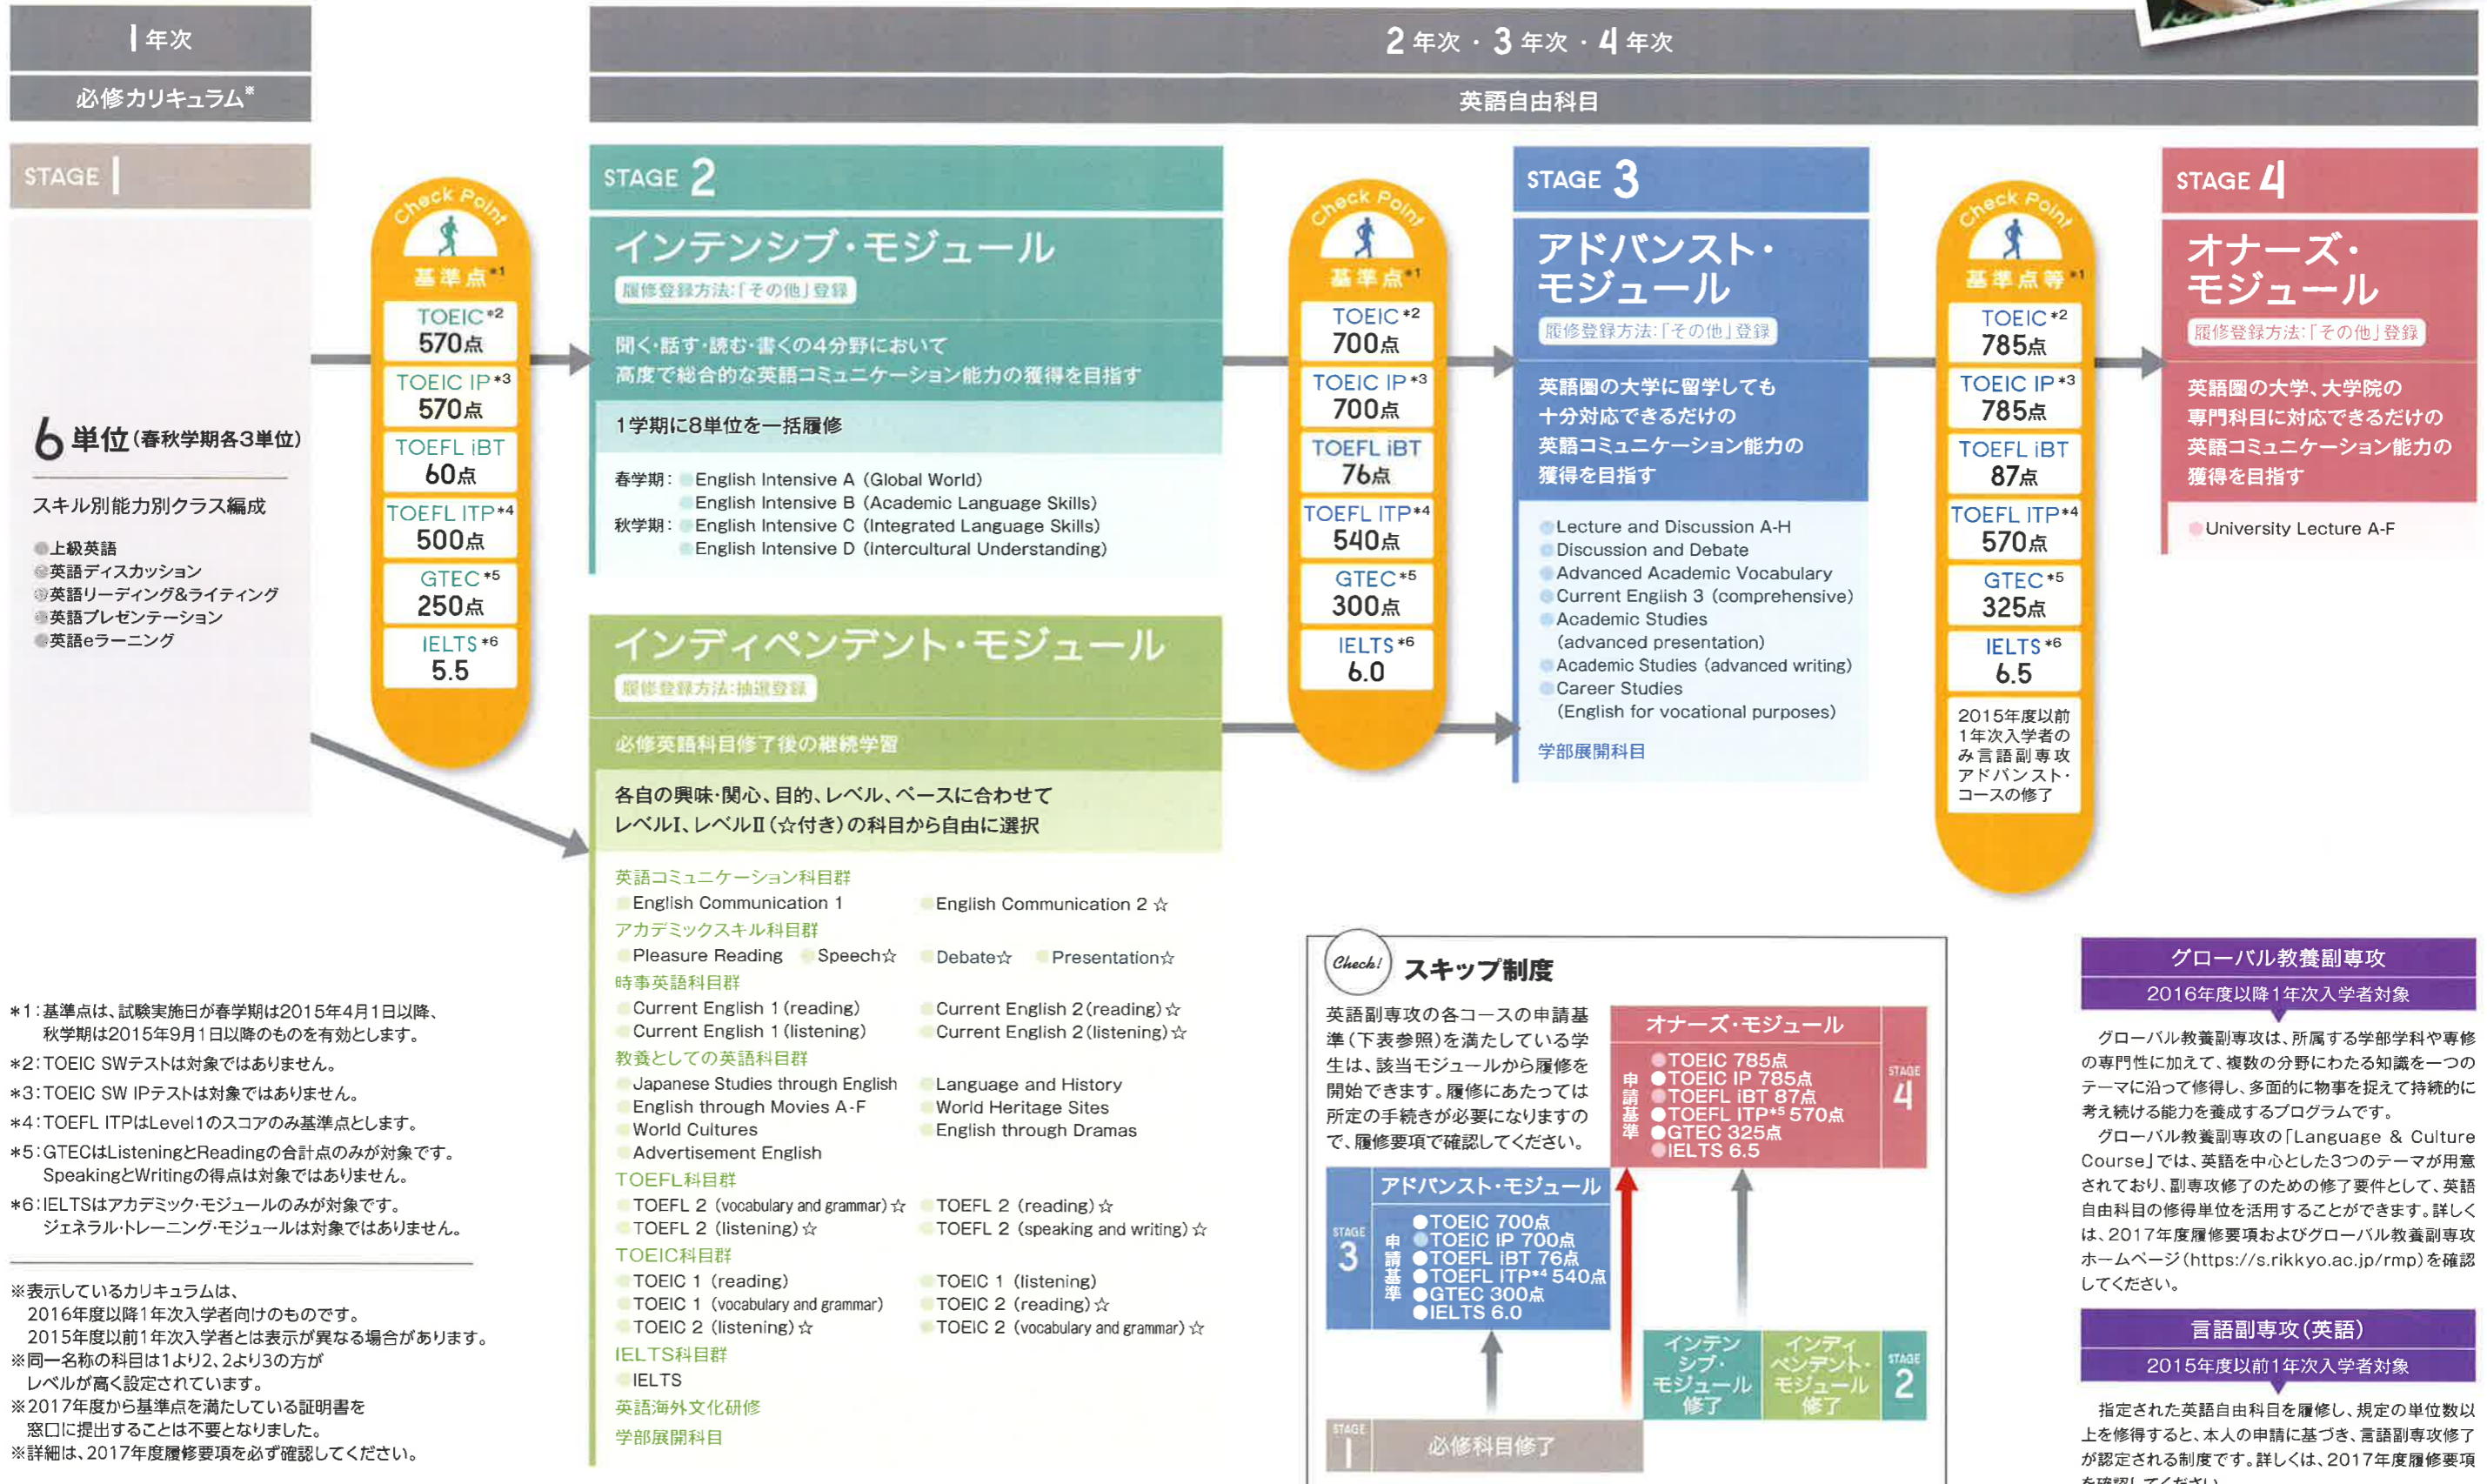 1年次
必修カリキュラム※
2年次・3年次・4年次
英語自由科目
STAGE 1
6単位(春秋学期各3単位)
スキル別能力別クラス編成
●上級英語
●英語ディスカッション
●英語リーディング&ライティング
●英語プレゼンテーション
●英語eラーニング
Check Point
基準点*1
TOEIC*2
570点
TOEIC IP*3
570点
TOEFL iBT
60点
TOEFL ITP*4
500点
GTEC*5
250点
IELTS*6
5.5
STAGE 2
インテンシブ・モジュール
履修登録方法:「その他」登録
聞く・話す・読む・書くの4分野において
高度で総合的な英語コミュニケーション能力の獲得を目指す
1学期に8単位を一括履修
春学期: English Intensive A (Global World)
English Intensive B (Academic Language Skills)
秋学期: English Intensive C (Integrated Language Skills)
English Intensive D (Intercultural Understanding)
インディペンデント・モジュール
履修登録方法:抽選登録
必修英語科目修了後の継続学習
各自の興味・関心、目的、レベル、ペースに合わせて
レベルI、レベルII(☆付き)の科目から自由に選択
英語コミュニケーション科目群
English Communication 1 English Communication 2 ☆
アカデミックスキル科目群
Pleasure Reading Speech☆ Debate☆ Presentation☆
時事英語科目群
Current English 1 (reading) Current English 2 (reading) ☆
Current English 1 (listening) Current English 2 (listening) ☆
教養としての英語科目群
Japanese Studies through English Language and History
English through Movies A-F World Heritage Sites
World Cultures English through Dramas
Advertisement English
TOEFL科目群
TOEFL 2 (vocabulary and grammar) ☆ TOEFL 2 (reading) ☆
TOEFL 2 (listening) ☆ TOEFL 2 (speaking and writing) ☆
TOEIC科目群
TOEIC 1 (reading) TOEIC 1 (listening)
TOEIC 1 (vocabulary and grammar) TOEIC 2 (reading) ☆
TOEIC 2 (listening) ☆ TOEIC 2 (vocabulary and grammar) ☆
IELTS科目群
IELTS
英語海外文化研修
学部展開科目
Check Point
基準点*1
TOEIC*2
700点
TOEIC IP*3
700点
TOEFL iBT
76点
TOEFL ITP*4
540点
GTEC*5
300点
IELTS*6
6.0
STAGE 3
アドバンスト・
モジュール
履修登録方法:「その他」登録
英語圏の大学に留学しても
十分対応できるだけの
英語コミュニケーション能力の
獲得を目指す
Lecture and Discussion A-H
Discussion and Debate
Advanced Academic Vocabulary
Current English 3 (comprehensive)
Academic Studies
(advanced presentation)
Academic Studies (advanced writing)
Career Studies
(English for vocational purposes)
学部展開科目
Check Point
基準点等*1
TOEIC*2
785点
TOEIC IP*3
785点
TOEFL iBT
87点
TOEFL ITP*4
570点
GTEC*5
325点
IELTS*6
6.5
2015年度以前
1年次入学者の
み言語副専攻
アドバンスト・
コースの修了
STAGE 4
オナーズ・
モジュール
履修登録方法:「その他」登録
英語圏の大学、大学院の
専門科目に対応できるだけの
英語コミュニケーション能力の
獲得を目指す
University Lecture A-F
*1:基準点は、試験実施日が春学期は2015年4月1日以降、
秋学期は2015年9月1日以降のものを有効とします。
*2:TOEIC SWテストは対象ではありません。
*3:TOEIC SW IPテストは対象ではありません。
*4:TOEFL ITPはLevel1のスコアのみ基準点とします。
*5:GTECはListeningとReadingの合計点のみが対象です。
SpeakingとWritingの得点は対象ではありません。
*6:IELTSはアカデミック・モジュールのみが対象です。
ジェネラル・トレーニング・モジュールは対象ではありません。
※表示しているカリキュラムは、
2016年度以降1年次入学者向けのものです。
2015年度以前1年次入学者とは表示が異なる場合があります。
※同一名称の科目は1より2、2より3の方が
レベルが高く設定されています。
※2017年度から基準点を満たしている証明書を
窓口に提出することは不要となりました。
※詳細は、2017年度履修要項を必ず確認してください。
Check!
スキップ制度
英語副専攻の各コースの申請基
準(下表参照)を満たしている学
生は、該当モジュールから履修を
開始できます。履修にあたっては
所定の手続きが必要になりますの
で、履修要項で確認してください。
オナーズ・モジュール
申請基準
●TOEIC 785点
●TOEIC IP 785点
●TOEFL iBT 87点
●TOEFL ITP*5 570点
●GTEC 325点
●IELTS 6.5
STAGE 4
アドバンスト・モジュール
STAGE 3
申請基準
●TOEIC 700点
●TOEIC IP 700点
●TOEFL iBT 76点
●TOEFL ITP*4 540点
●GTEC 300点
●IELTS 6.0
インテン
シブ・
モジュール
修了
インディ
ペンデント・
モジュール
修了
STAGE 2
STAGE 1
必修科目修了
グローバル教養副専攻
2016年度以降1年次入学者対象
グローバル教養副専攻は、所属する学部学科や専修
の専門性に加えて、複数の分野にわたる知識を一つの
テーマに沿って修得し、多面的に物事を捉えて持続的に
考え続ける能力を養成するプログラムです。
グローバル教養副専攻の「Language & Culture
Course」では、英語を中心とした3つのテーマが用意
されており、副専攻修了のための修了要件として、英語
自由科目の修得単位を活用することができます。詳しく
は、2017年度履修要項およびグローバル教養副専攻
ホームページ(https://s.rikkyo.ac.jp/rmp)を確認
してください。
言語副専攻(英語)
2015年度以前1年次入学者対象
指定された英語自由科目を履修し、規定の単位数以
上を修得すると、本人の申請に基づき、言語副専攻修了
が認定される制度です。詳しくは、2017年度履修要項
を確認してください。